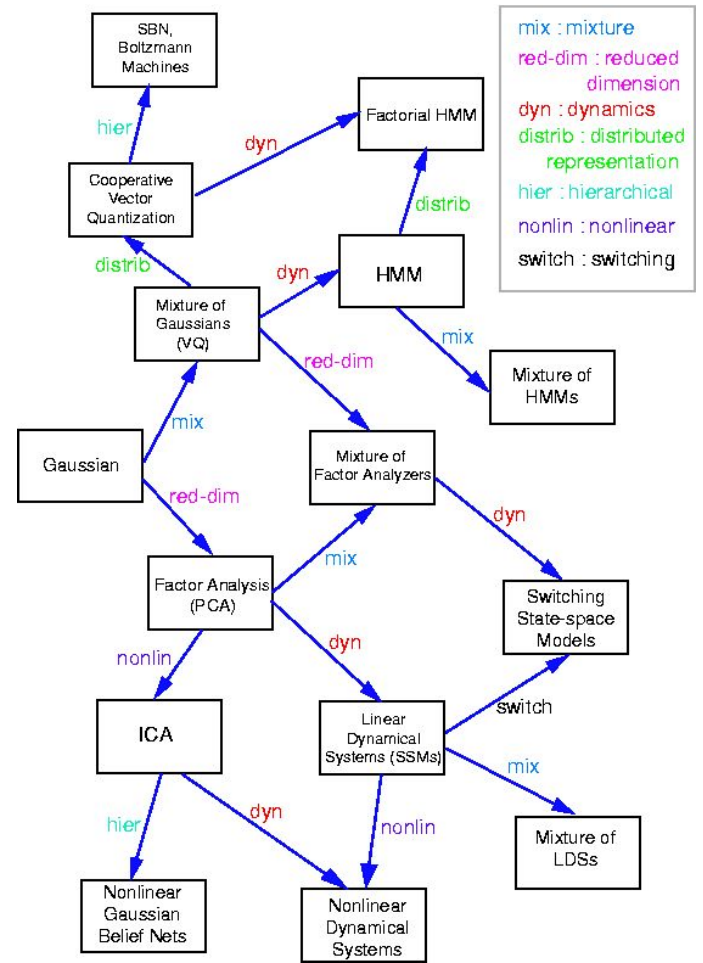 SBN,
Boltzmann
Machines
mix : mixture
red-dim : reduced
dimension
dyn : dynamics
distrib : distributed
representation
hier : hierarchical
nonlin : nonlinear
switch : switching
hier
dyn
Factorial HMM
Cooperative
Vector
Quantization
distrib
distrib
dyn
HMM
Mixture of
Gaussians
(VQ)
red-dim
mix
Mixture of
HMMs
mix
Gaussian
Mixture of
Factor Analyzers
red-dim
dyn
mix
Factor Analysis
(PCA)
Switching
State-space
Models
nonlin
dyn
switch
ICA
Linear
Dynamical
Systems (SSMs)
mix
hier
dyn
nonlin
Mixture of
LDSs
Nonlinear
Gaussian
Belief Nets
Nonlinear
Dynamical
Systems